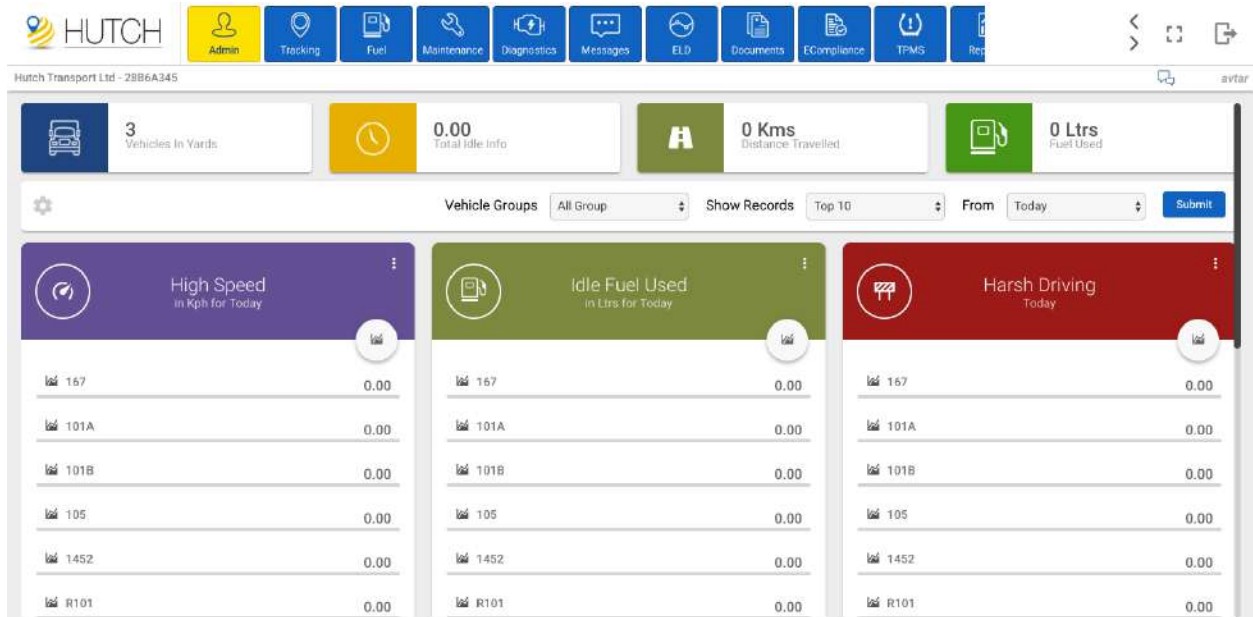 HUTCH
Admin
Tracking
Fuel
Maintenance
Diagnostics
Messages
ELD
Documents
ECompliance
TPMS
Rep
Hutch Transport Ltd - 28B6A345
avtar
3
Vehicles In Yards
0.00
Total Idle Info
0 Kms
Distance Travelled
0 Ltrs
Fuel Used
Vehicle Groups All Group Show Records Top 10 From Today Submit
High Speed
in Kph for Today
167 0.00
101A 0.00
101B 0.00
105 0.00
1452 0.00
R101 0.00
Idle Fuel Used
in Ltrs for Today
167 0.00
101A 0.00
101B 0.00
105 0.00
1452 0.00
R101 0.00
Harsh Driving
Today
167 0.00
101A 0.00
101B 0.00
105 0.00
1452 0.00
R101 0.00